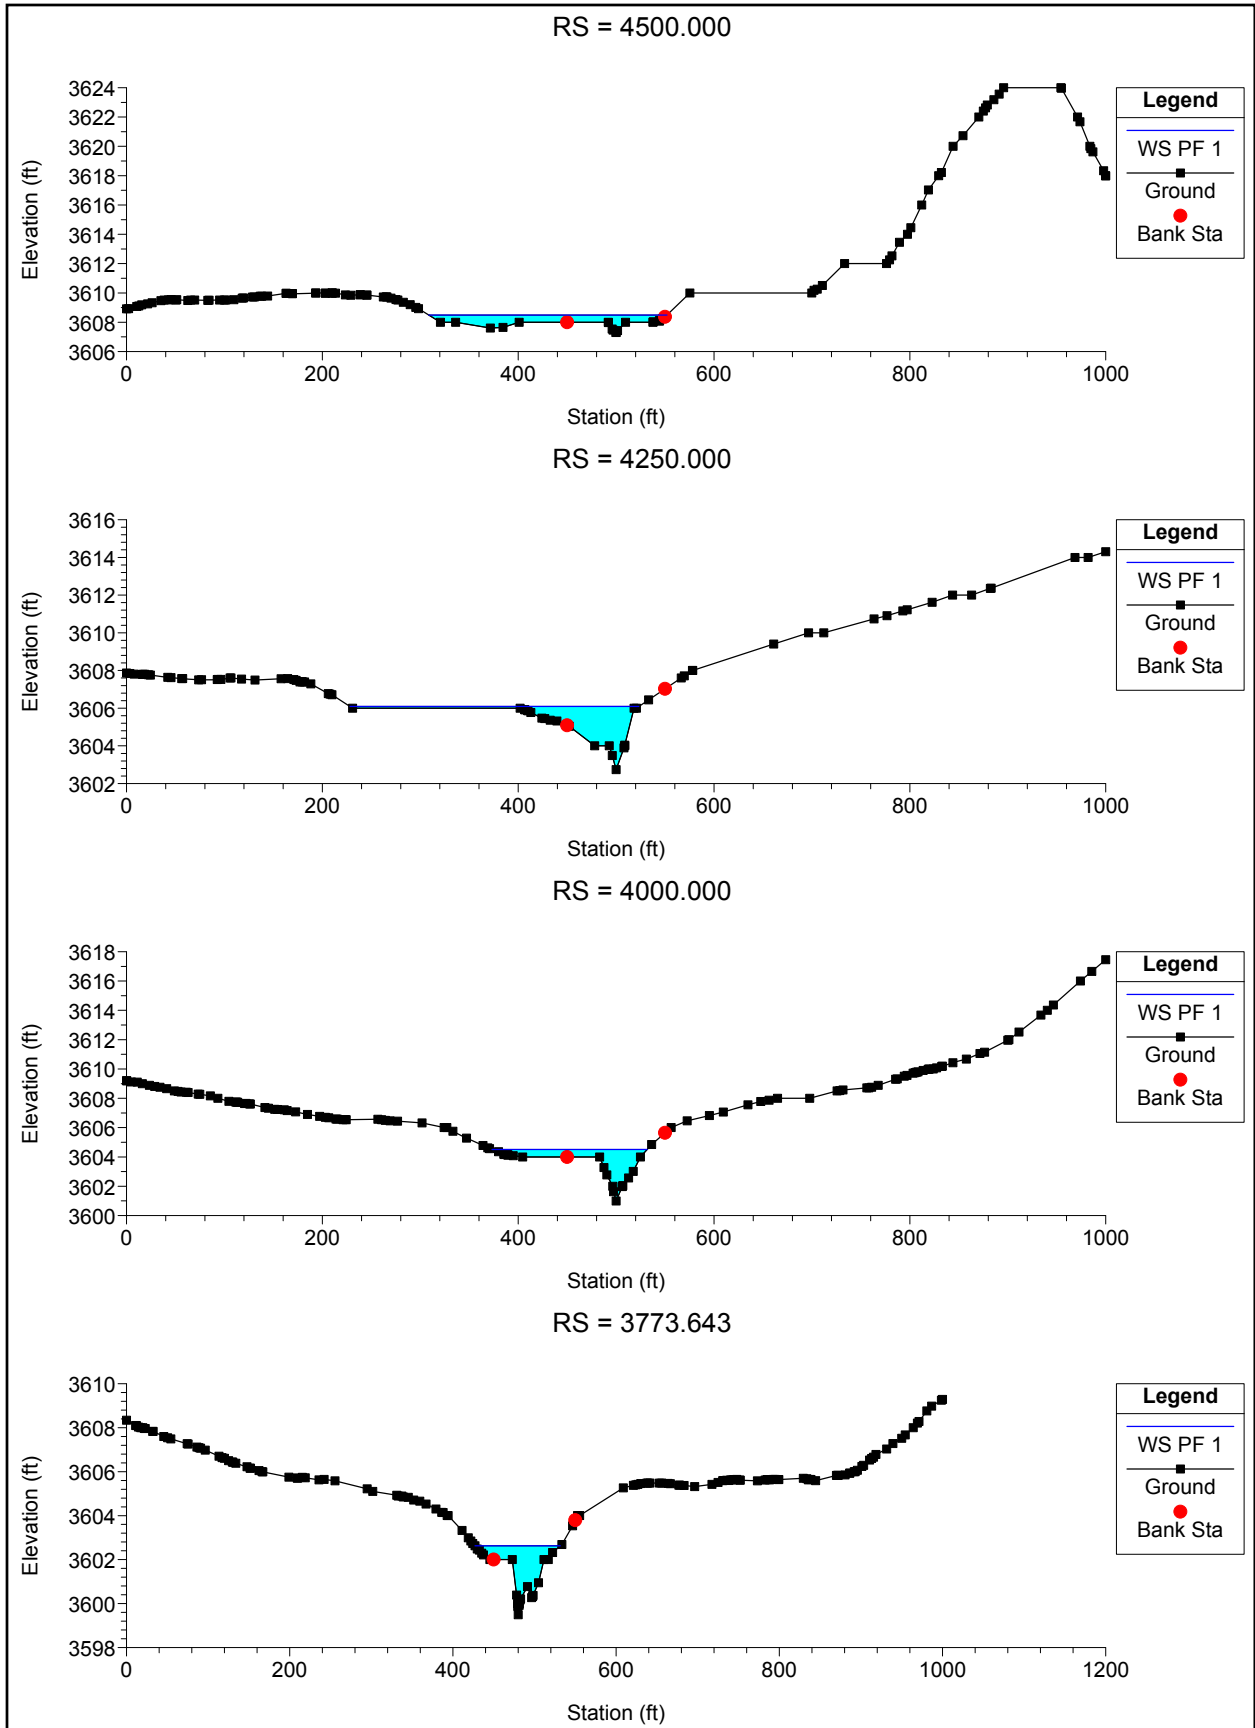 RS = 4500.000
3624
3622
3620
3618
3616
3614
3612
3610
3608
3606
Elevation (ft)
0 200 400 600 800 1000
Station (ft)
Legend
WS PF 1
Ground
Bank Sta
RS = 4250.000
3616
3614
3612
3610
3608
3606
3604
3602
Elevation (ft)
0 200 400 600 800 1000
Station (ft)
Legend
WS PF 1
Ground
Bank Sta
RS = 4000.000
3618
3616
3614
3612
3610
3608
3606
3604
3602
3600
Elevation (ft)
0 200 400 600 800 1000
Station (ft)
Legend
WS PF 1
Ground
Bank Sta
RS = 3773.643
3610
3608
3606
3604
3602
3600
3598
Elevation (ft)
0 200 400 600 800 1000 1200
Station (ft)
Legend
WS PF 1
Ground
Bank Sta